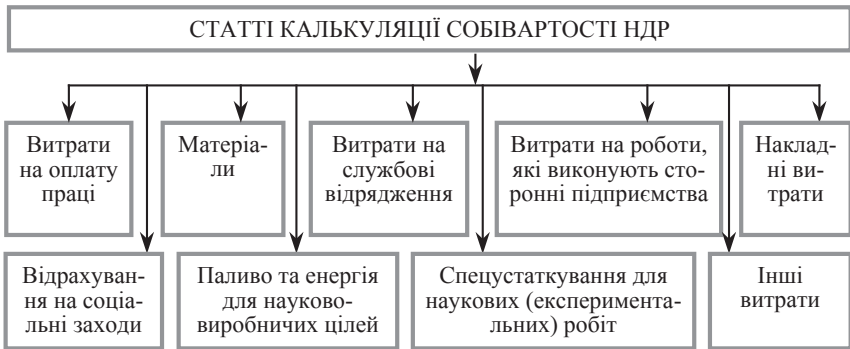 СТАТТІ КАЛЬКУЛЯЦІЇ СОБІВАРТОСТІ НДР
Витрати
на оплату
праці
Матеріа-
ли
Витрати на
службові
відрядження
Витрати на роботи,
які виконують сто-
ронні підприємства
Наклад-
ні ви-
трати
Відрахуван-
ня на соціа-
льні заходи
Паливо та енергія
для науково-
виробничих цілей
Спецустаткування для
наукових (експеримента-
льних) робіт
Інші
витрати